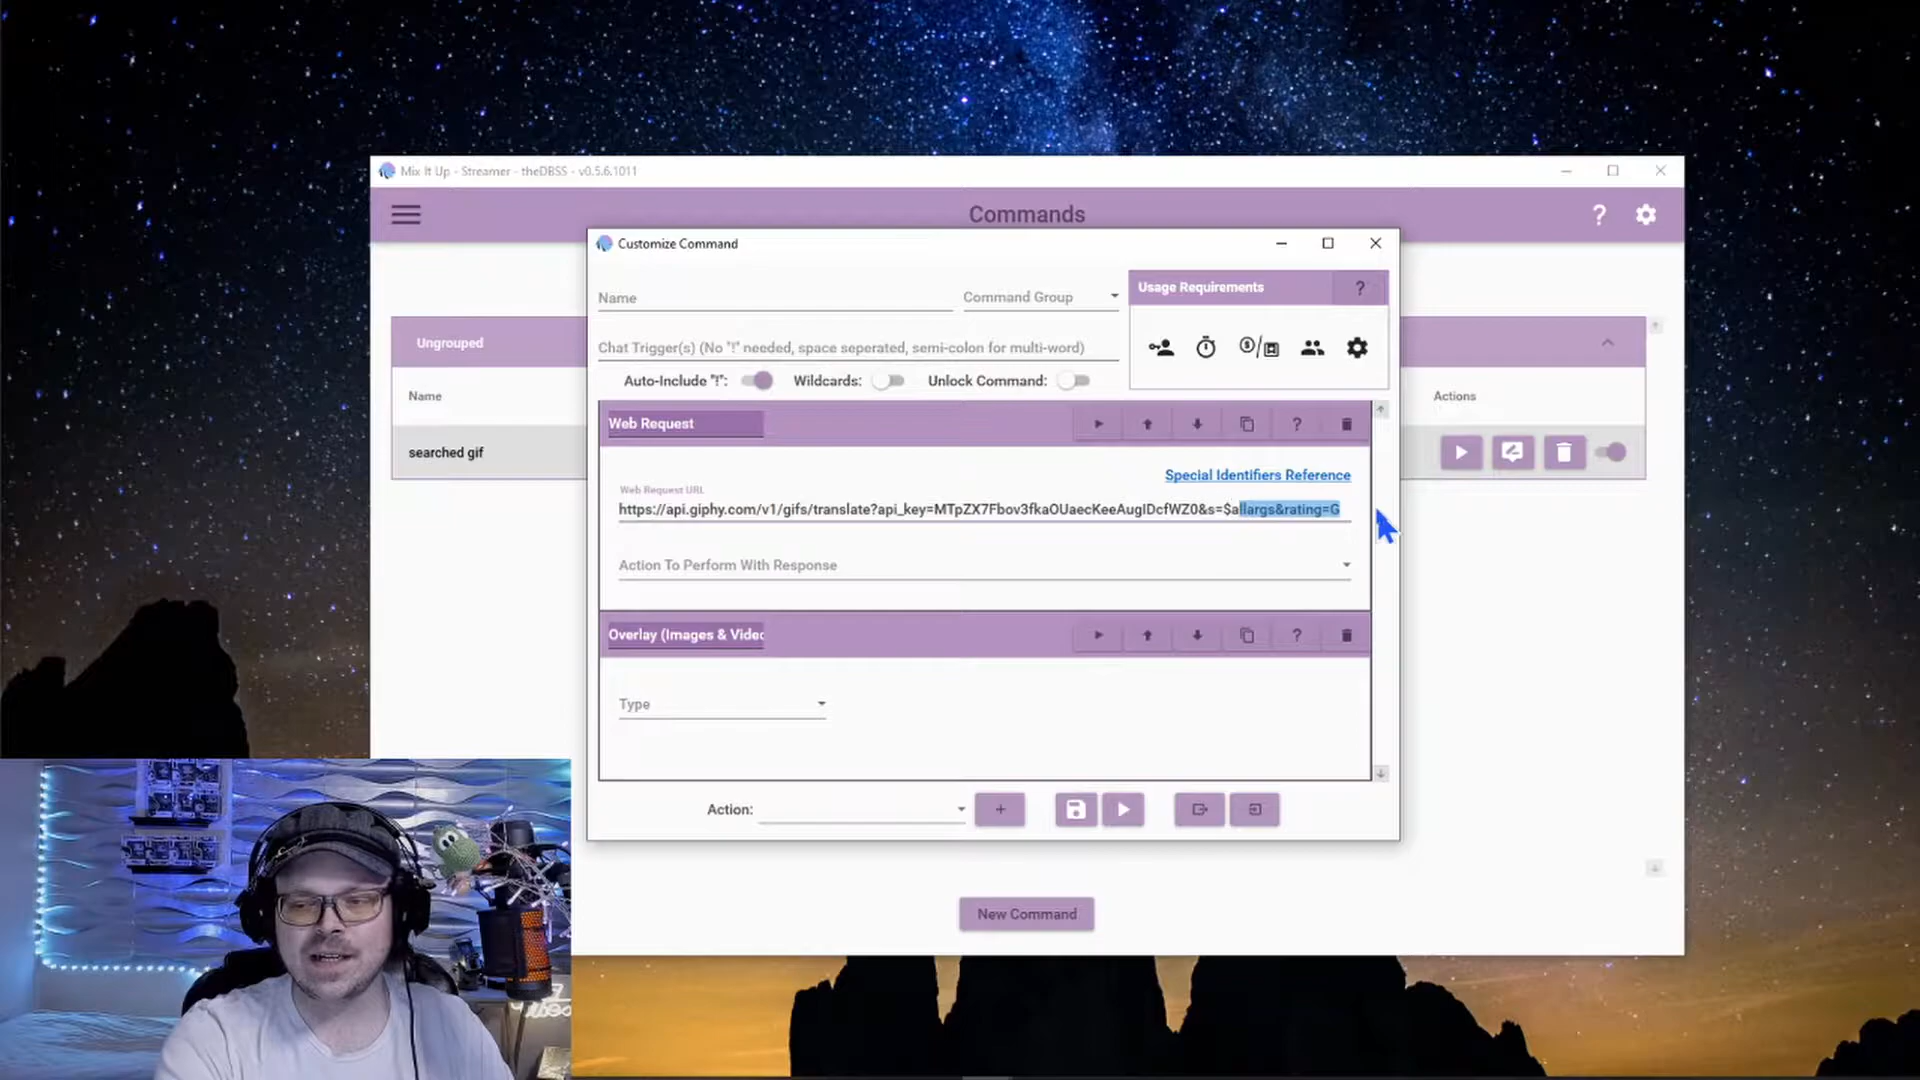 Mix It Up - Streamer - theDBSS - v0.5.6.1011
Commands
?
Customize Command
Name
Command Group
Usage Requirements
?
Chat Trigger(s) (No "!" needed, space seperated, semi-colon for multi-word)
Auto-Include "!":
Wildcards:
Unlock Command:
Ungrouped
Name
Actions
searched gif
Web Request
?
Special Identifiers Reference
Web Request URL
https://api.giphy.com/v1/gifs/translate?api_key=MTpZX7Fbov3fkaOUaecKeeAugIDcfWZ0&s=$allargs&rating=G
Action To Perform With Response
Overlay (Images & Videc
?
Type
Action:
+
New Command